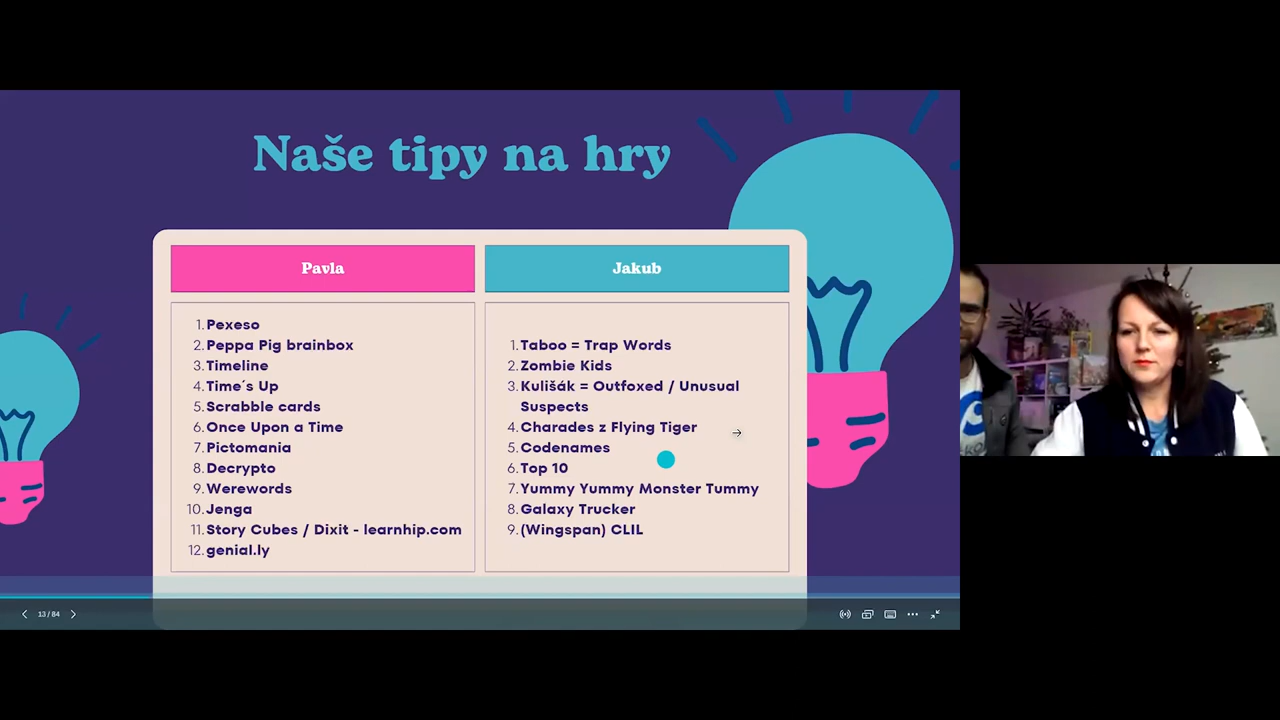 Naše tipy na hry
Pavla
1. Pexeso
2. Peppa Pig brainbox
3. Timeline
4. Time´s Up
5. Scrabble cards
6. Once Upon a Time
7. Pictomania
8. Decrypto
9. Werewords
10. Jenga
11. Story Cubes / Dixit - learnhip.com
12. genial.ly
Jakub
1. Taboo = Trap Words
2. Zombie Kids
3. Kulišák = Outfoxed / Unusual
Suspects
4. Charades z Flying Tiger
5. Codenames
6. Top 10
7. Yummy Yummy Monster Tummy
8. Galaxy Trucker
9. (Wingspan) CLIL
13 / 84